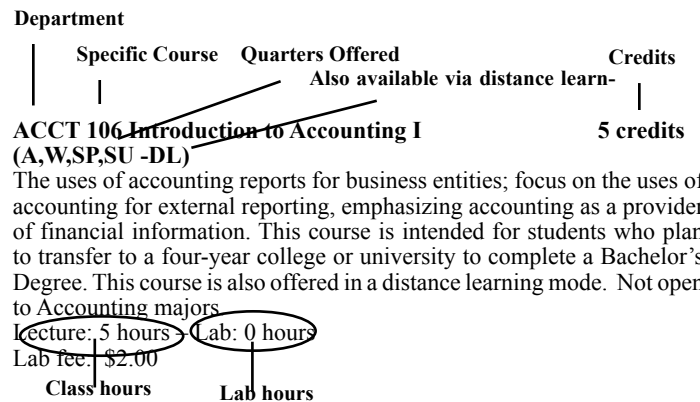 Department
Specific Course Quarters Offered
Credits
Also available via distance learn-
ACCT 106 Introduction to Accounting I 5 credits
(A,W,SP,SU -DL)
The uses of accounting reports for business entities; focus on the uses of
accounting for external reporting, emphasizing accounting as a provider
of financial information. This course is intended for students who plan
to transfer to a four-year college or university to complete a Bachelor’s
Degree. This course is also offered in a distance learning mode. Not open
to Accounting majors
Lecture: 5 hours – Lab: 0 hours
Lab fee: $2.00
Class hours
Lab hours